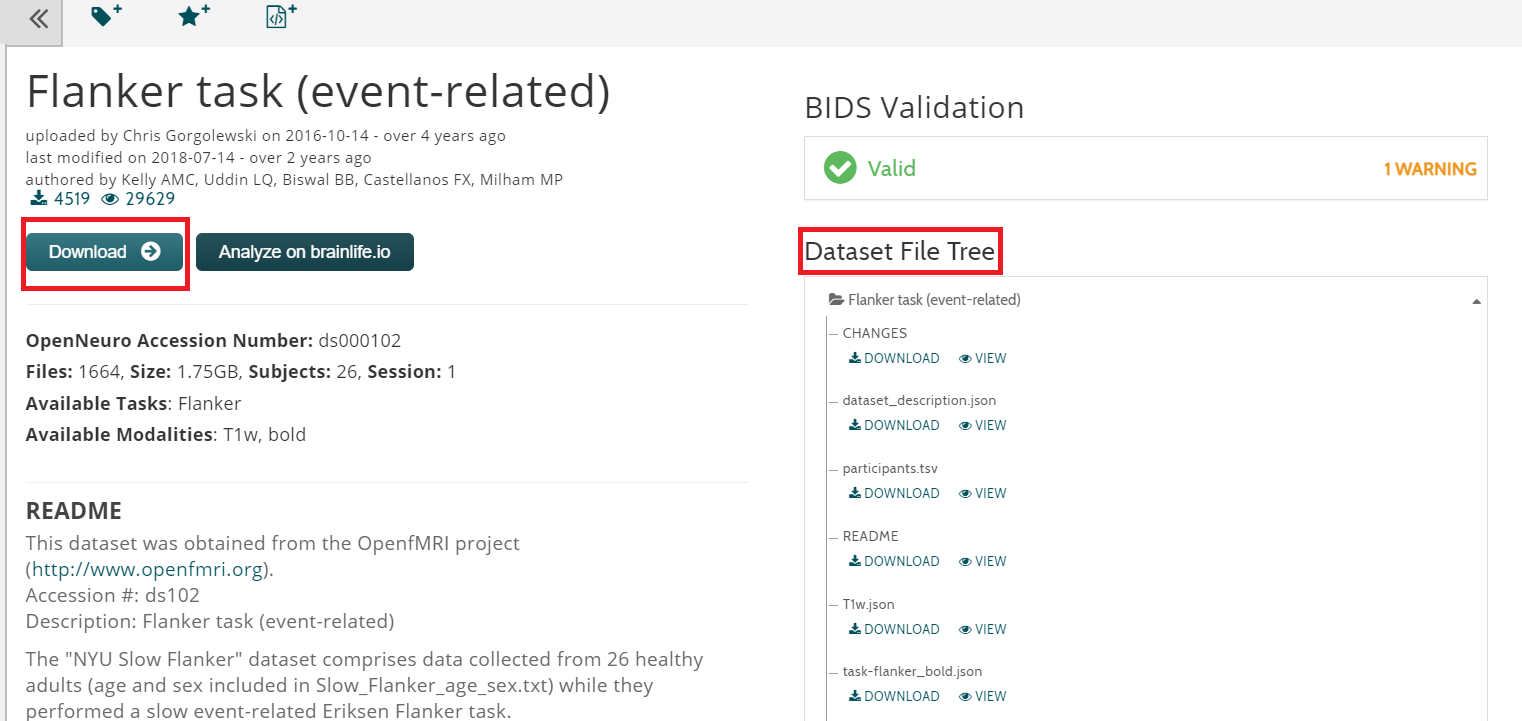 Flanker task (event-related)
uploaded by Chris Gorgolewski on 2016-10-14 - over 4 years ago
last modified on 2018-07-14 - over 2 years ago
authored by Kelly AMC, Uddin LQ, Biswal BB, Castellanos FX, Milham MP
4519 29629
Download
Analyze on brainlife.io
OpenNeuro Accession Number: ds000102
Files: 1664, Size: 1.75GB, Subjects: 26, Session: 1
Available Tasks: Flanker
Available Modalities: T1w, bold
README
This dataset was obtained from the OpenfMRI project
(http://www.openfmri.org).
Accession #: ds102
Description: Flanker task (event-related)
The "NYU Slow Flanker" dataset comprises data collected from 26 healthy
adults (age and sex included in Slow_Flanker_age_sex.txt) while they
performed a slow event-related Eriksen Flanker task.
BIDS Validation
Valid
1 WARNING
Dataset File Tree
Flanker task (event-related)
CHANGES
DOWNLOAD VIEW
dataset_description.json
DOWNLOAD VIEW
participants.tsv
DOWNLOAD VIEW
README
DOWNLOAD VIEW
T1w.json
DOWNLOAD VIEW
task-flanker_bold.json
DOWNLOAD VIEW